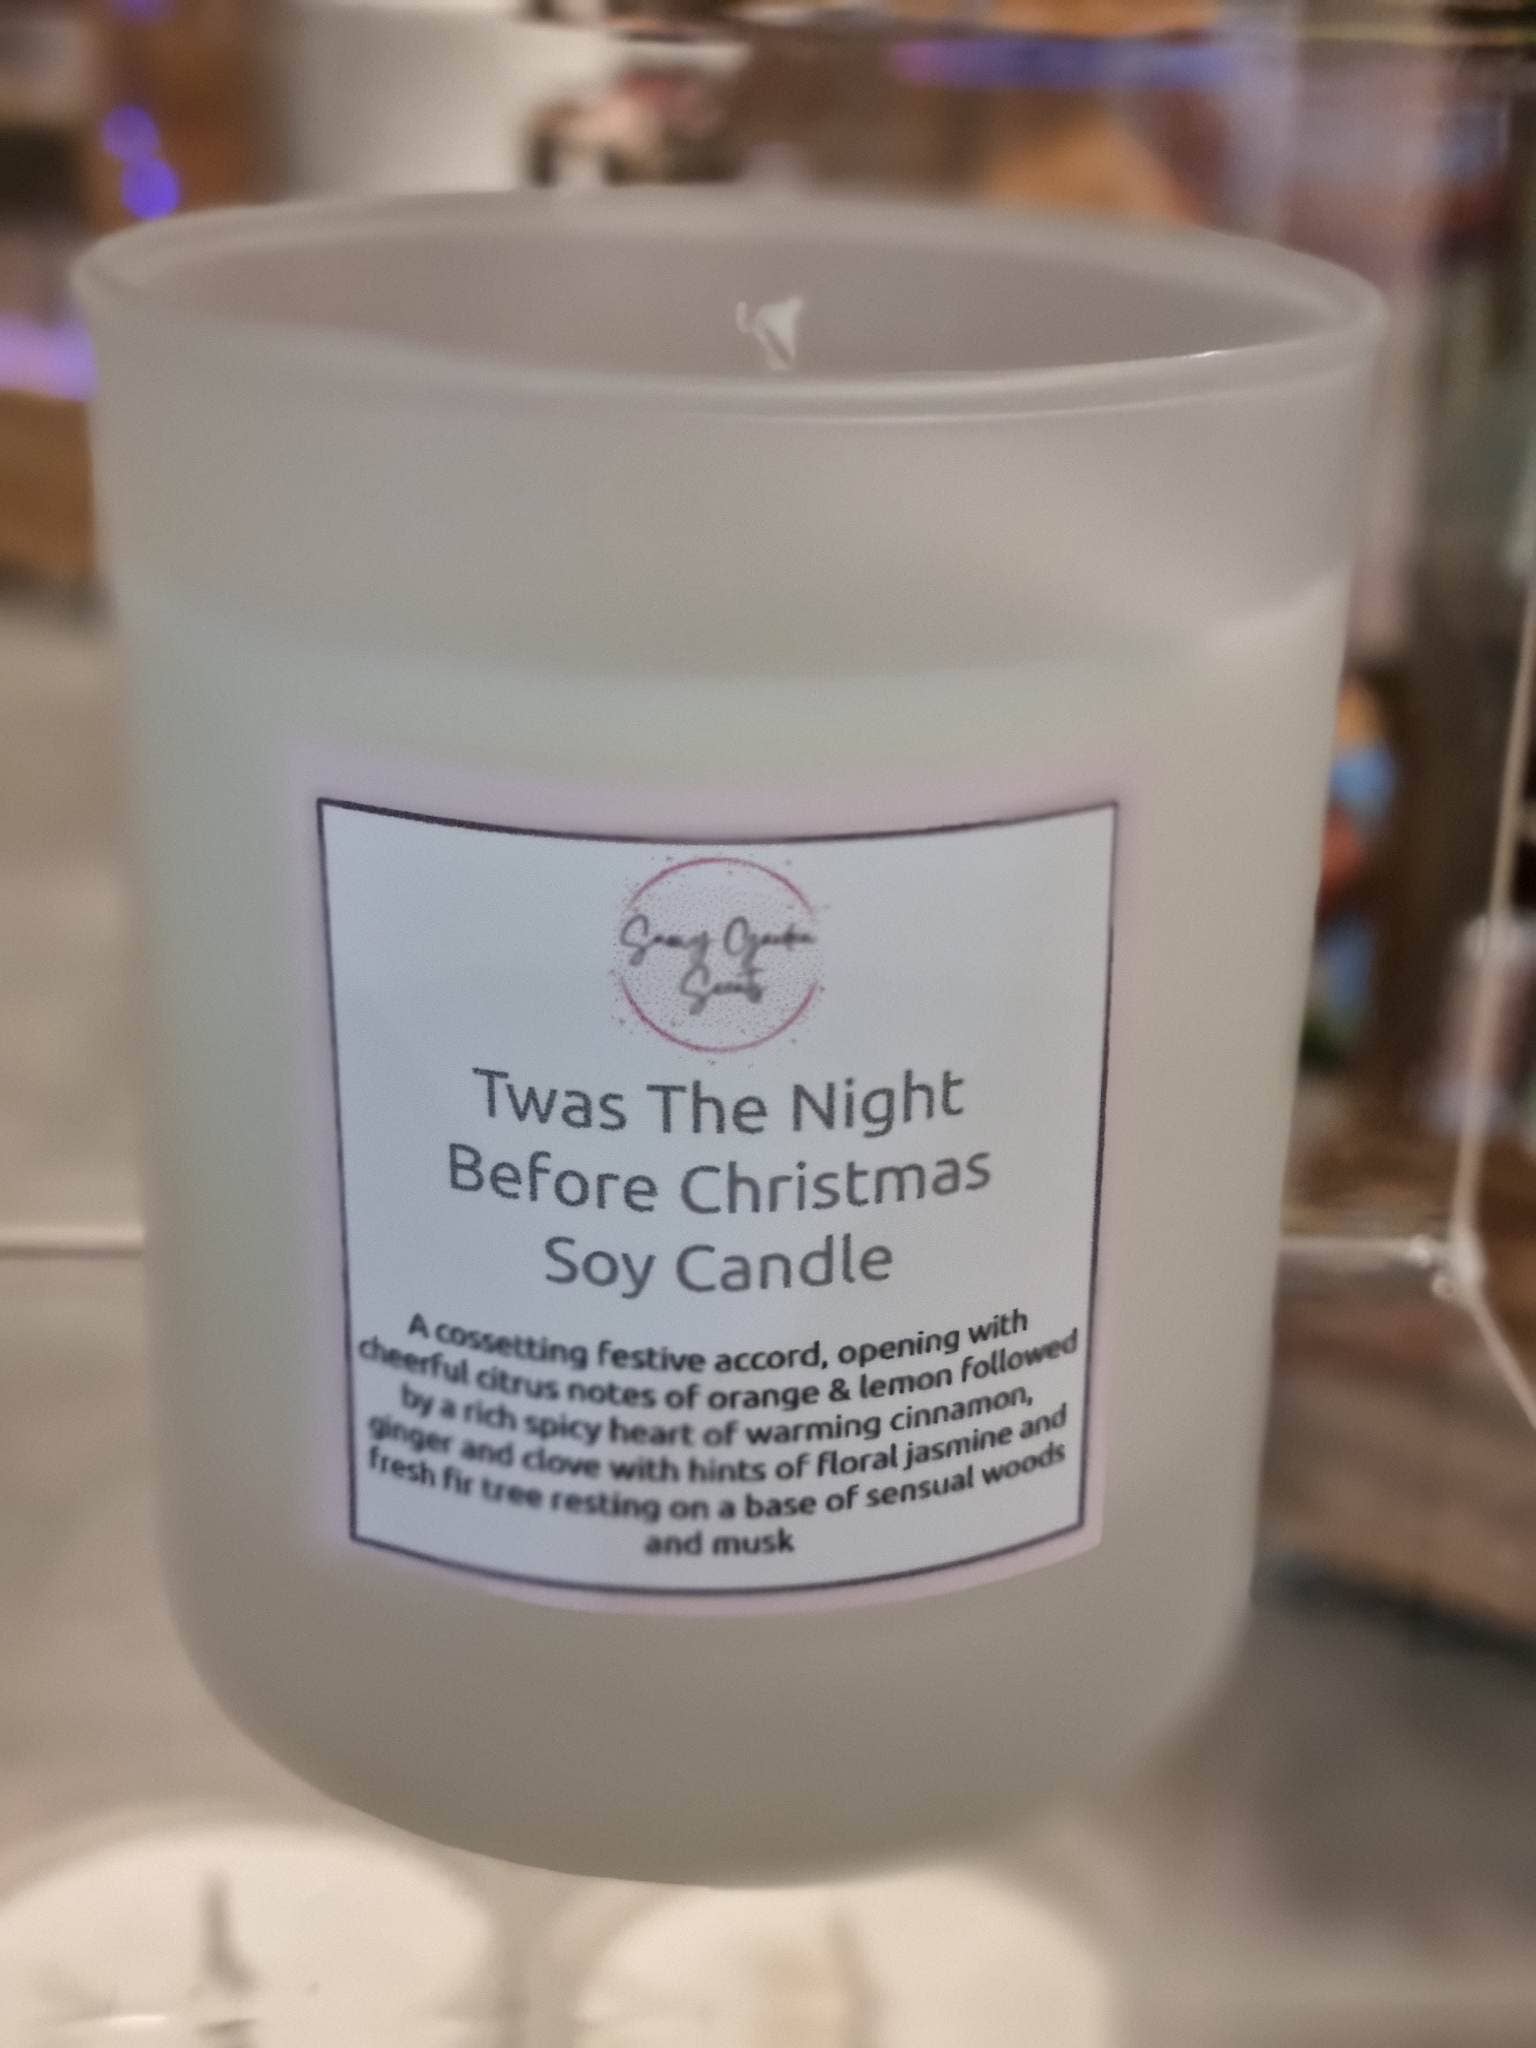 Garden
Scents
Twas The Night
Before Christmas
Soy Candle
A cossetting festive accord, opening with
cheerful citrus notes of orange & lemon followed
by a rich spicy heart of warming cinnamon,
ginger and clove with hints of floral jasmine and
fresh fir tree resting on a base of sensual woods
and musk